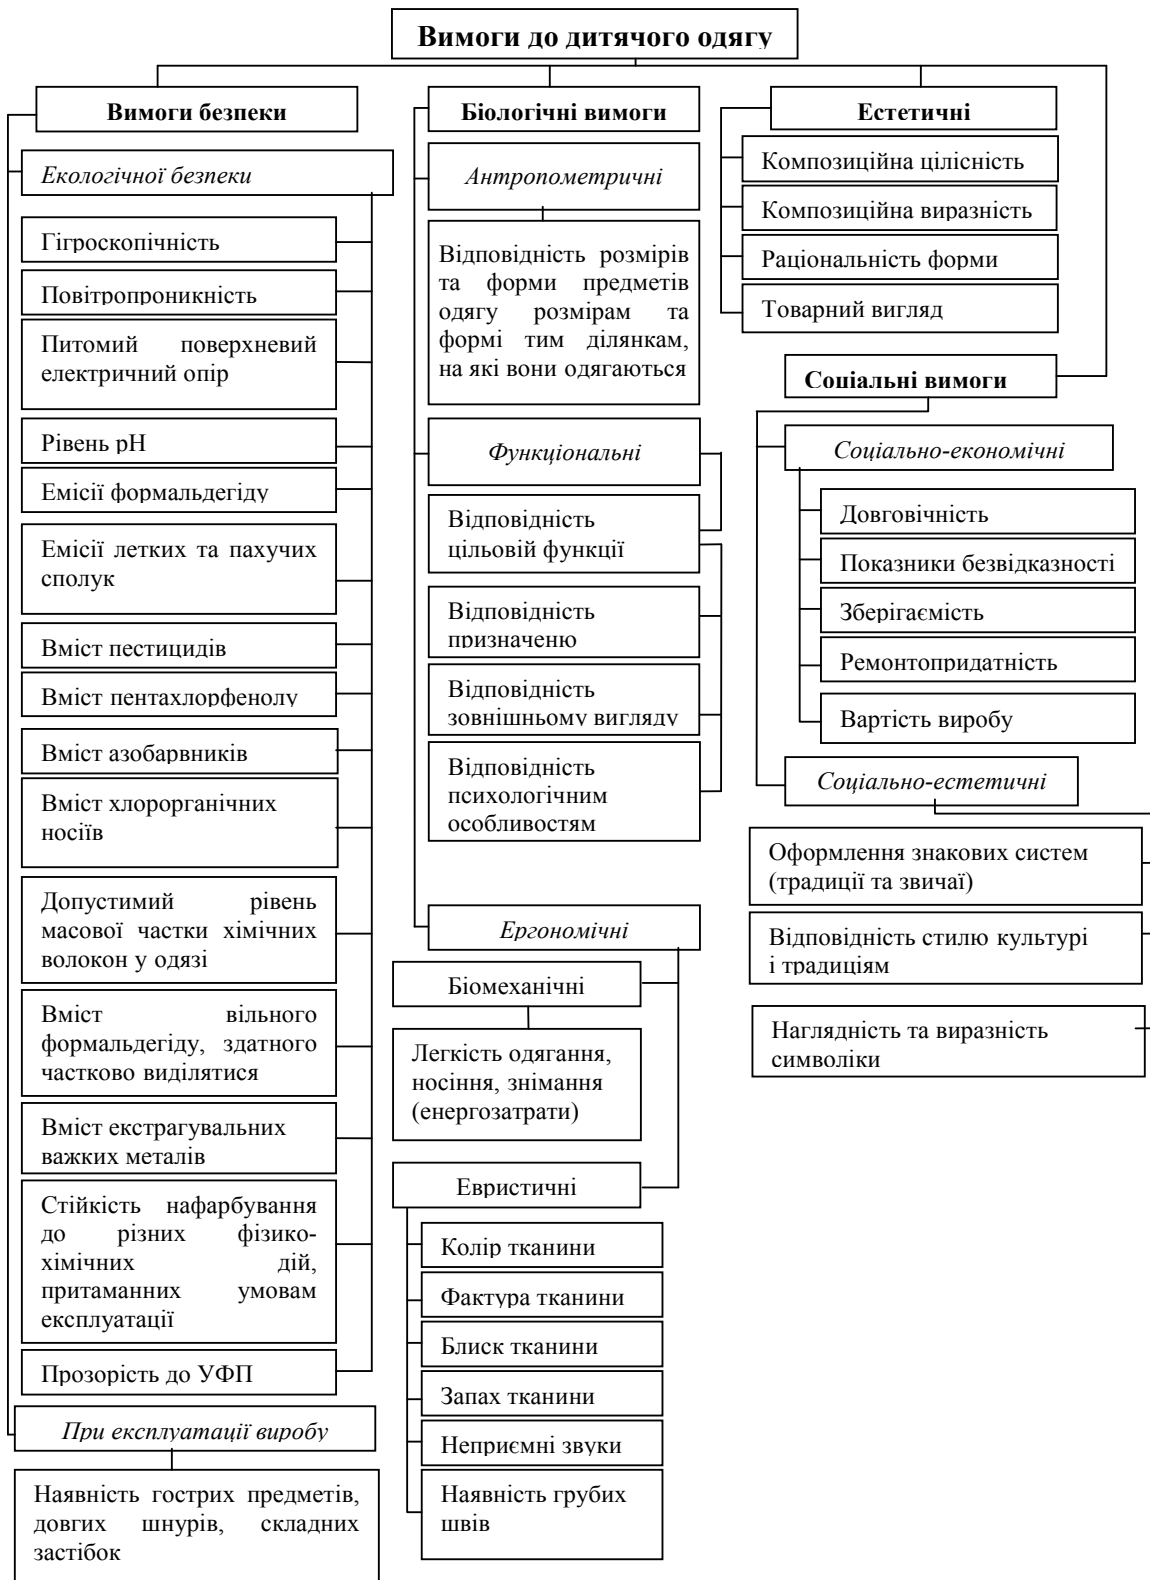 Вимоги до дитячого одягу
Вимоги безпеки
Екологічної безпеки
Гігроскопічність
Повітропроникність
Питомий поверхневий
електричний опір
Рівень pH
Емісії формальдегіду
Емісії летких та пахучих
сполук
Вміст пестицидів
Вміст пентахлорфенолу
Вміст азобарвників
Вміст хлорорганічних
носіїв
Допустимий рівень
масової частки хімічних
волокон у одязі
Вміст вільного
формальдегіду, здатного
частково виділятися
Вміст екстрагувальних
важких металів
Стійкість нафарбування
до різних фізико-
хімічних дій,
притаманних умовам
експлуатації
Прозорість до УФП
При експлуатації виробу
Наявність гострих предметів,
довгих шнурів, складних
застібок
Біологічні вимоги
Антропометричні
Відповідність розмірів
та форми предметів
одягу розмірам та
формі тим ділянкам,
на які вони одягаються
Функціональні
Відповідність
цільовій функції
Відповідність
призначеню
Відповідність
зовнішньому вигляду
Відповідність
психологічним
особливостям
Ергономічні
Біомеханічні
Легкість одягання,
носіння, знімання
(енергозатрати)
Евристичні
Колір тканини
Фактура тканини
Блиск тканини
Запах тканини
Неприємні звуки
Наявність грубих
швів
Естетичні
Композиційна цілісність
Композиційна виразність
Раціональність форми
Товарний вигляд
Соціальні вимоги
Соціально-економічні
Довговічність
Показники безвідказності
Зберігаємість
Ремонтопридатність
Вартість виробу
Соціально-естетичні
Оформлення знакових систем
(традиції та звичаї)
Відповідність стилю культурі
і традиціям
Наглядність та виразність
символіки